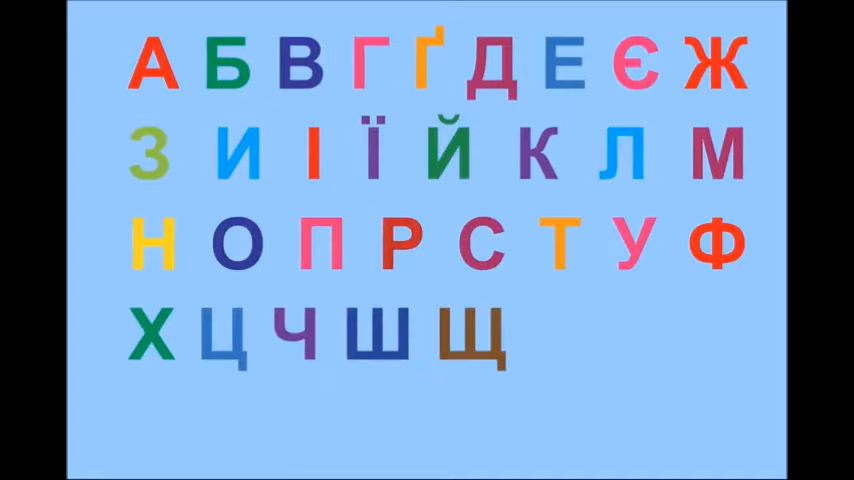 А Б В Г Ґ Д Е Є Ж
З И І Ї Й К Л М
Н О П Р С Т У Ф
Х Ц Ч Ш Щ